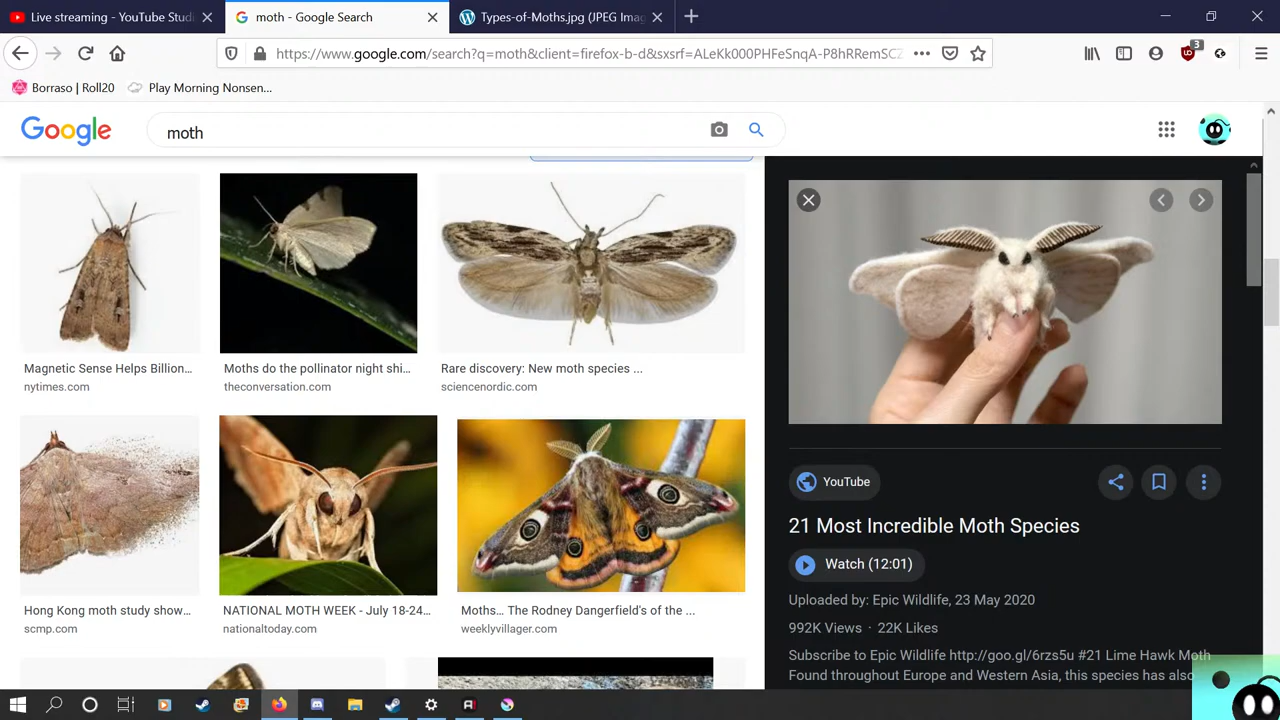 Live streaming - YouTube Studi
moth - Google Search
Types-of-Moths.jpg (JPEG Imag
https://www.google.com/search?q=moth&client=firefox-b-d&sxsrf=ALeKk000PHFeSnqA-P8hRRemSCZ
3
Borraso | Roll20
Play Morning Nonsen...
Google
moth
Magnetic Sense Helps Billion...
nytimes.com
Moths do the pollinator night shi...
theconversation.com
Rare discovery: New moth species ...
sciencenordic.com
Hong Kong moth study show...
scmp.com
NATIONAL MOTH WEEK - July 18-24...
nationaltoday.com
Moths... The Rodney Dangerfield's of the ...
weeklyvillager.com
YouTube
21 Most Incredible Moth Species
Watch (12:01)
Uploaded by: Epic Wildlife, 23 May 2020
992K Views · 22K Likes
Subscribe to Epic Wildlife http://goo.gl/6rzs5u #21 Lime Hawk Moth
Found throughout Europe and Western Asia, this species has also